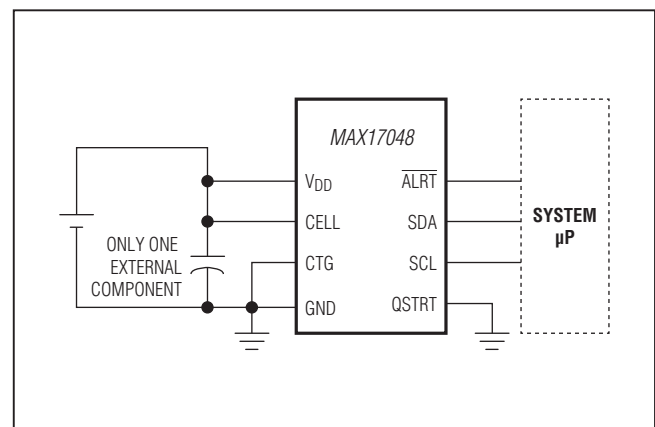 MAX17048
VDD
CELL
CTG
GND
ALRT
SDA
SCL
QSTRT
ONLY ONE
EXTERNAL
COMPONENT
SYSTEM
µP